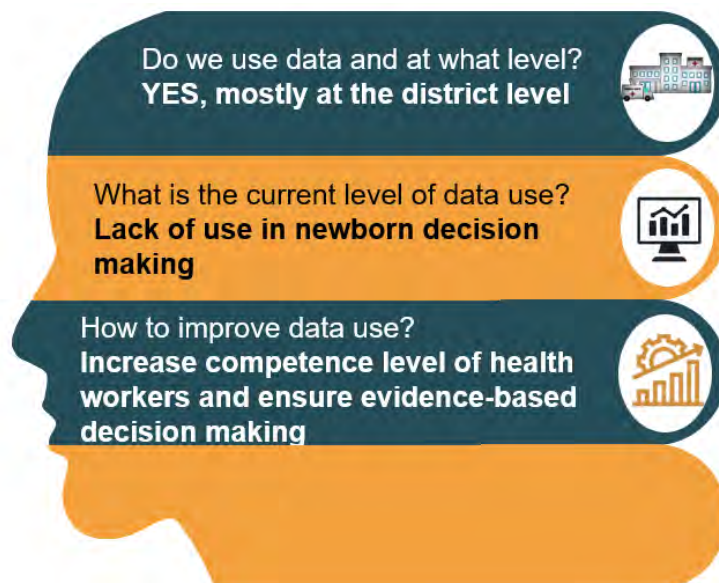 Do we use data and at what level?
YES, mostly at the district level
What is the current level of data use?
Lack of use in newborn decision
making
How to improve data use?
Increase competence level of health
workers and ensure evidence-based
decision making